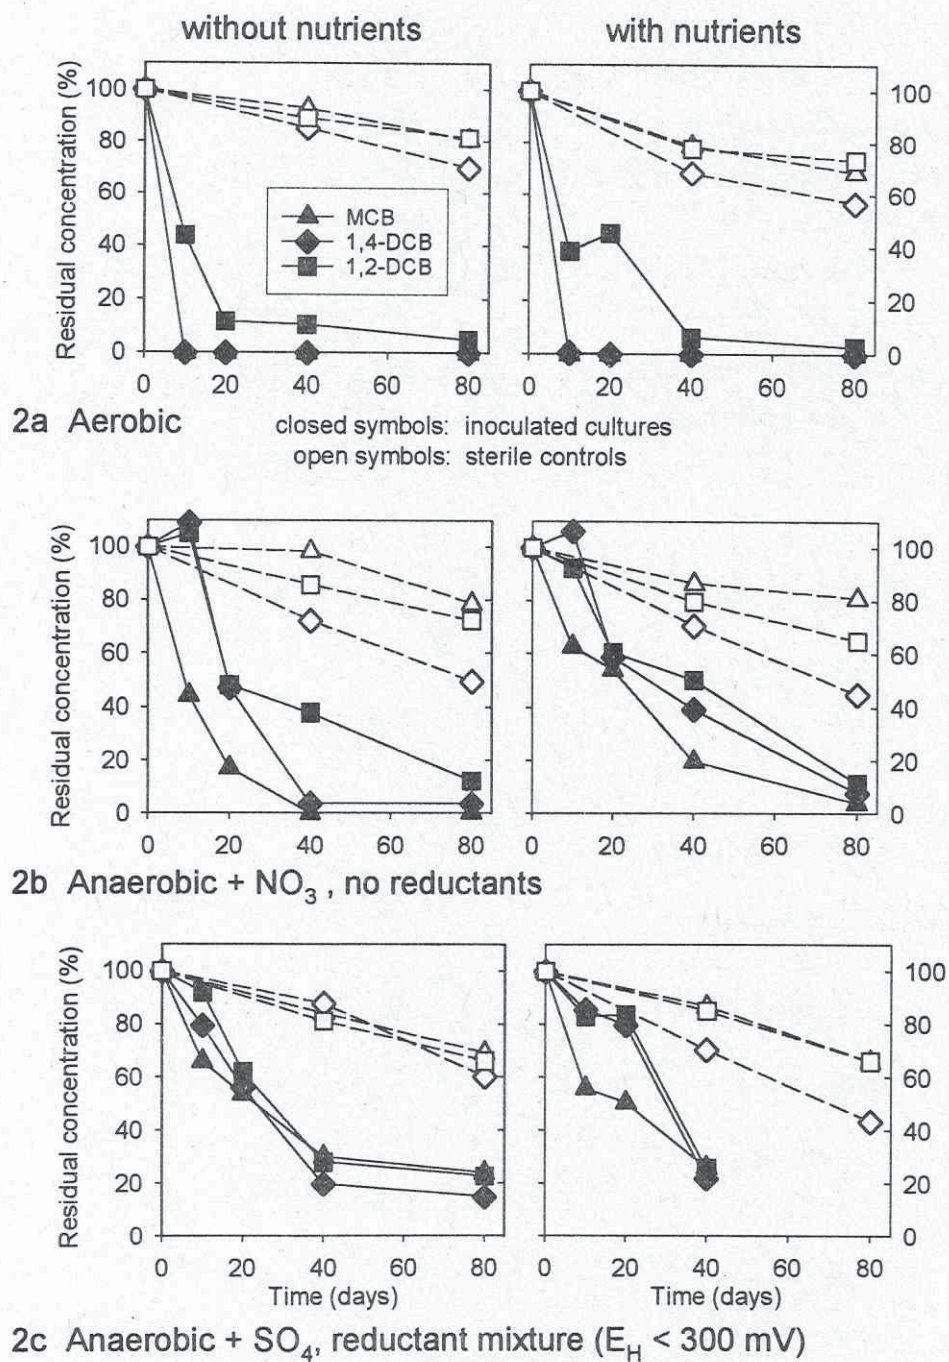 without nutrients
with nutrients
Residual concentration (%)
100
80
60
40
20
0
MCB
1,4-DCB
1,2-DCB
100
80
60
40
20
0
0 20 40 60 80
0 20 40 60 80
2a Aerobic
closed symbols: inoculated cultures
open symbols: sterile controls
Residual concentration (%)
100
80
60
40
20
0
100
80
60
40
20
0
0 20 40 60 80
0 20 40 60 80
2b Anaerobic + NO₃ , no reductants
Residual concentration (%)
100
80
60
40
20
0
100
80
60
40
20
0
0 20 40 60 80
0 20 40 60 80
Time (days)
Time (days)
2c Anaerobic + SO₄, reductant mixture (E_H < 300 mV)